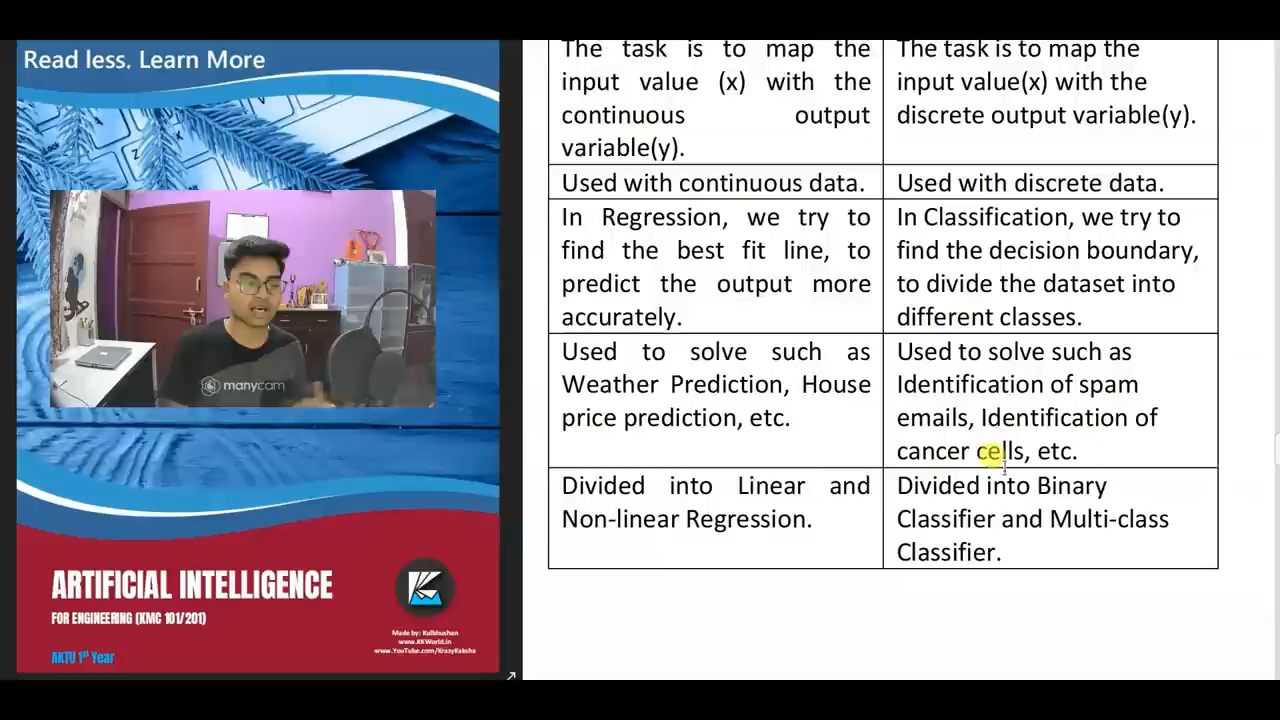 Read less. Learn More
manycam
ARTIFICIAL INTELLIGENCE
FOR ENGINEERING (KMC 101/201)
AKTU 1st Year
Made by: Kulbhushan
www.KKWorld.in
www.YouTube.com/KrazyKaksha
The task is to map the
input value (x) with the
continuous output
variable(y).
The task is to map the
input value(x) with the
discrete output variable(y).
Used with continuous data.
Used with discrete data.
In Regression, we try to
find the best fit line, to
predict the output more
accurately.
In Classification, we try to
find the decision boundary,
to divide the dataset into
different classes.
Used to solve such as
Weather Prediction, House
price prediction, etc.
Used to solve such as
Identification of spam
emails, Identification of
cancer cells, etc.
Divided into Linear and
Non-linear Regression.
Divided into Binary
Classifier and Multi-class
Classifier.